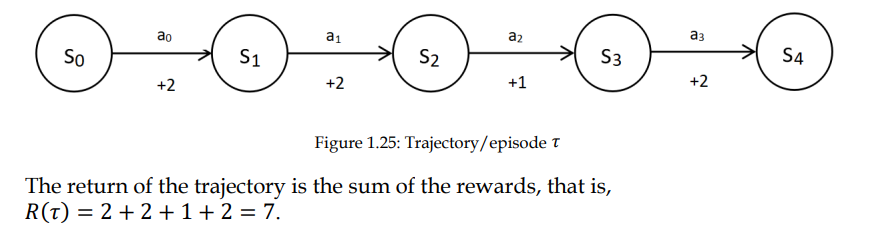 a₀ a₁ a₂ a₃
S₀ S₁ S₂ S₃ S₄
+2 +2 +1 +2
Figure 1.25: Trajectory/episode τ
The return of the trajectory is the sum of the rewards, that is,
R(τ) = 2 + 2 + 1 + 2 = 7.